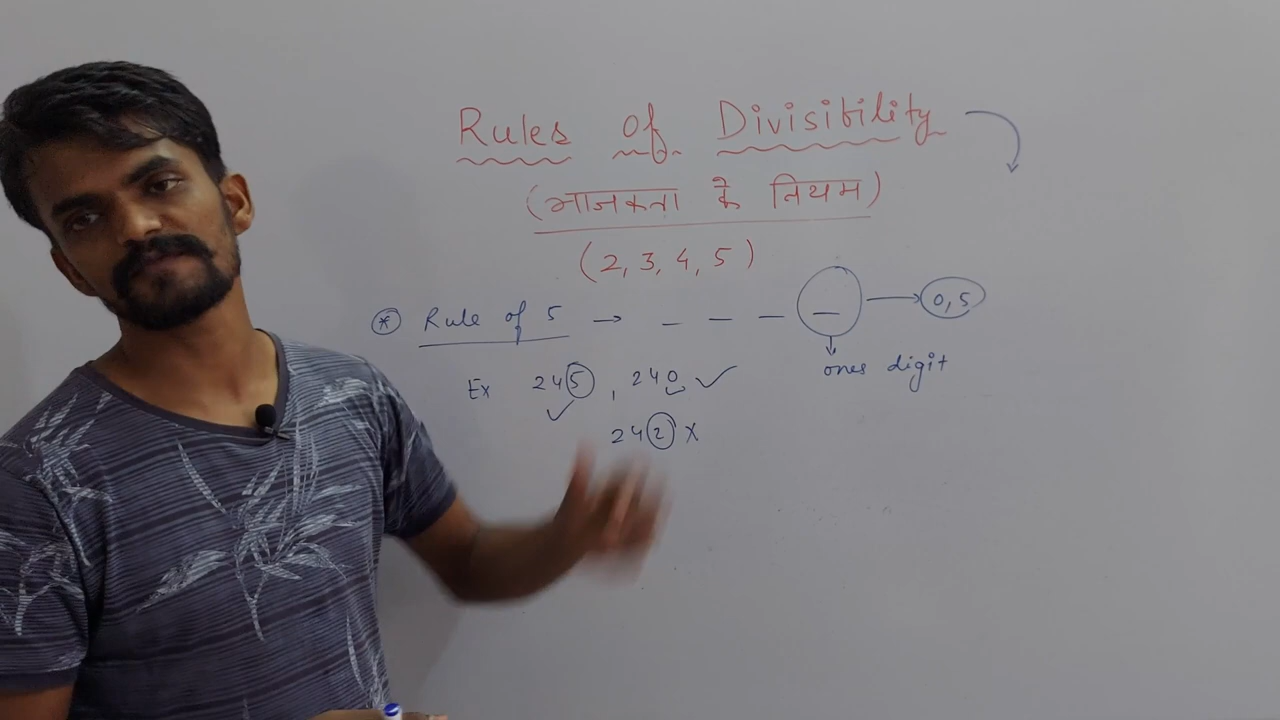 Rules of Divisibility
(भाजकता के नियम)
(2, 3, 4, 5)
* Rule of 5 → _ _ _ _ → 0, 5
ones digit
Ex 245 ✓, 240 ✓
242 X